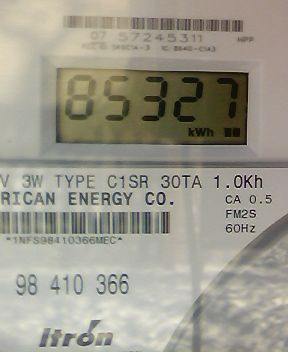 07 57245311
85327
kWh
V 3W TYPE C1SR 30TA 1.0Kh
RICAN ENERGY CO.
CA 0.5
FM2S
60Hz
*1NFS98410366MEC*
98 410 366
Itrón